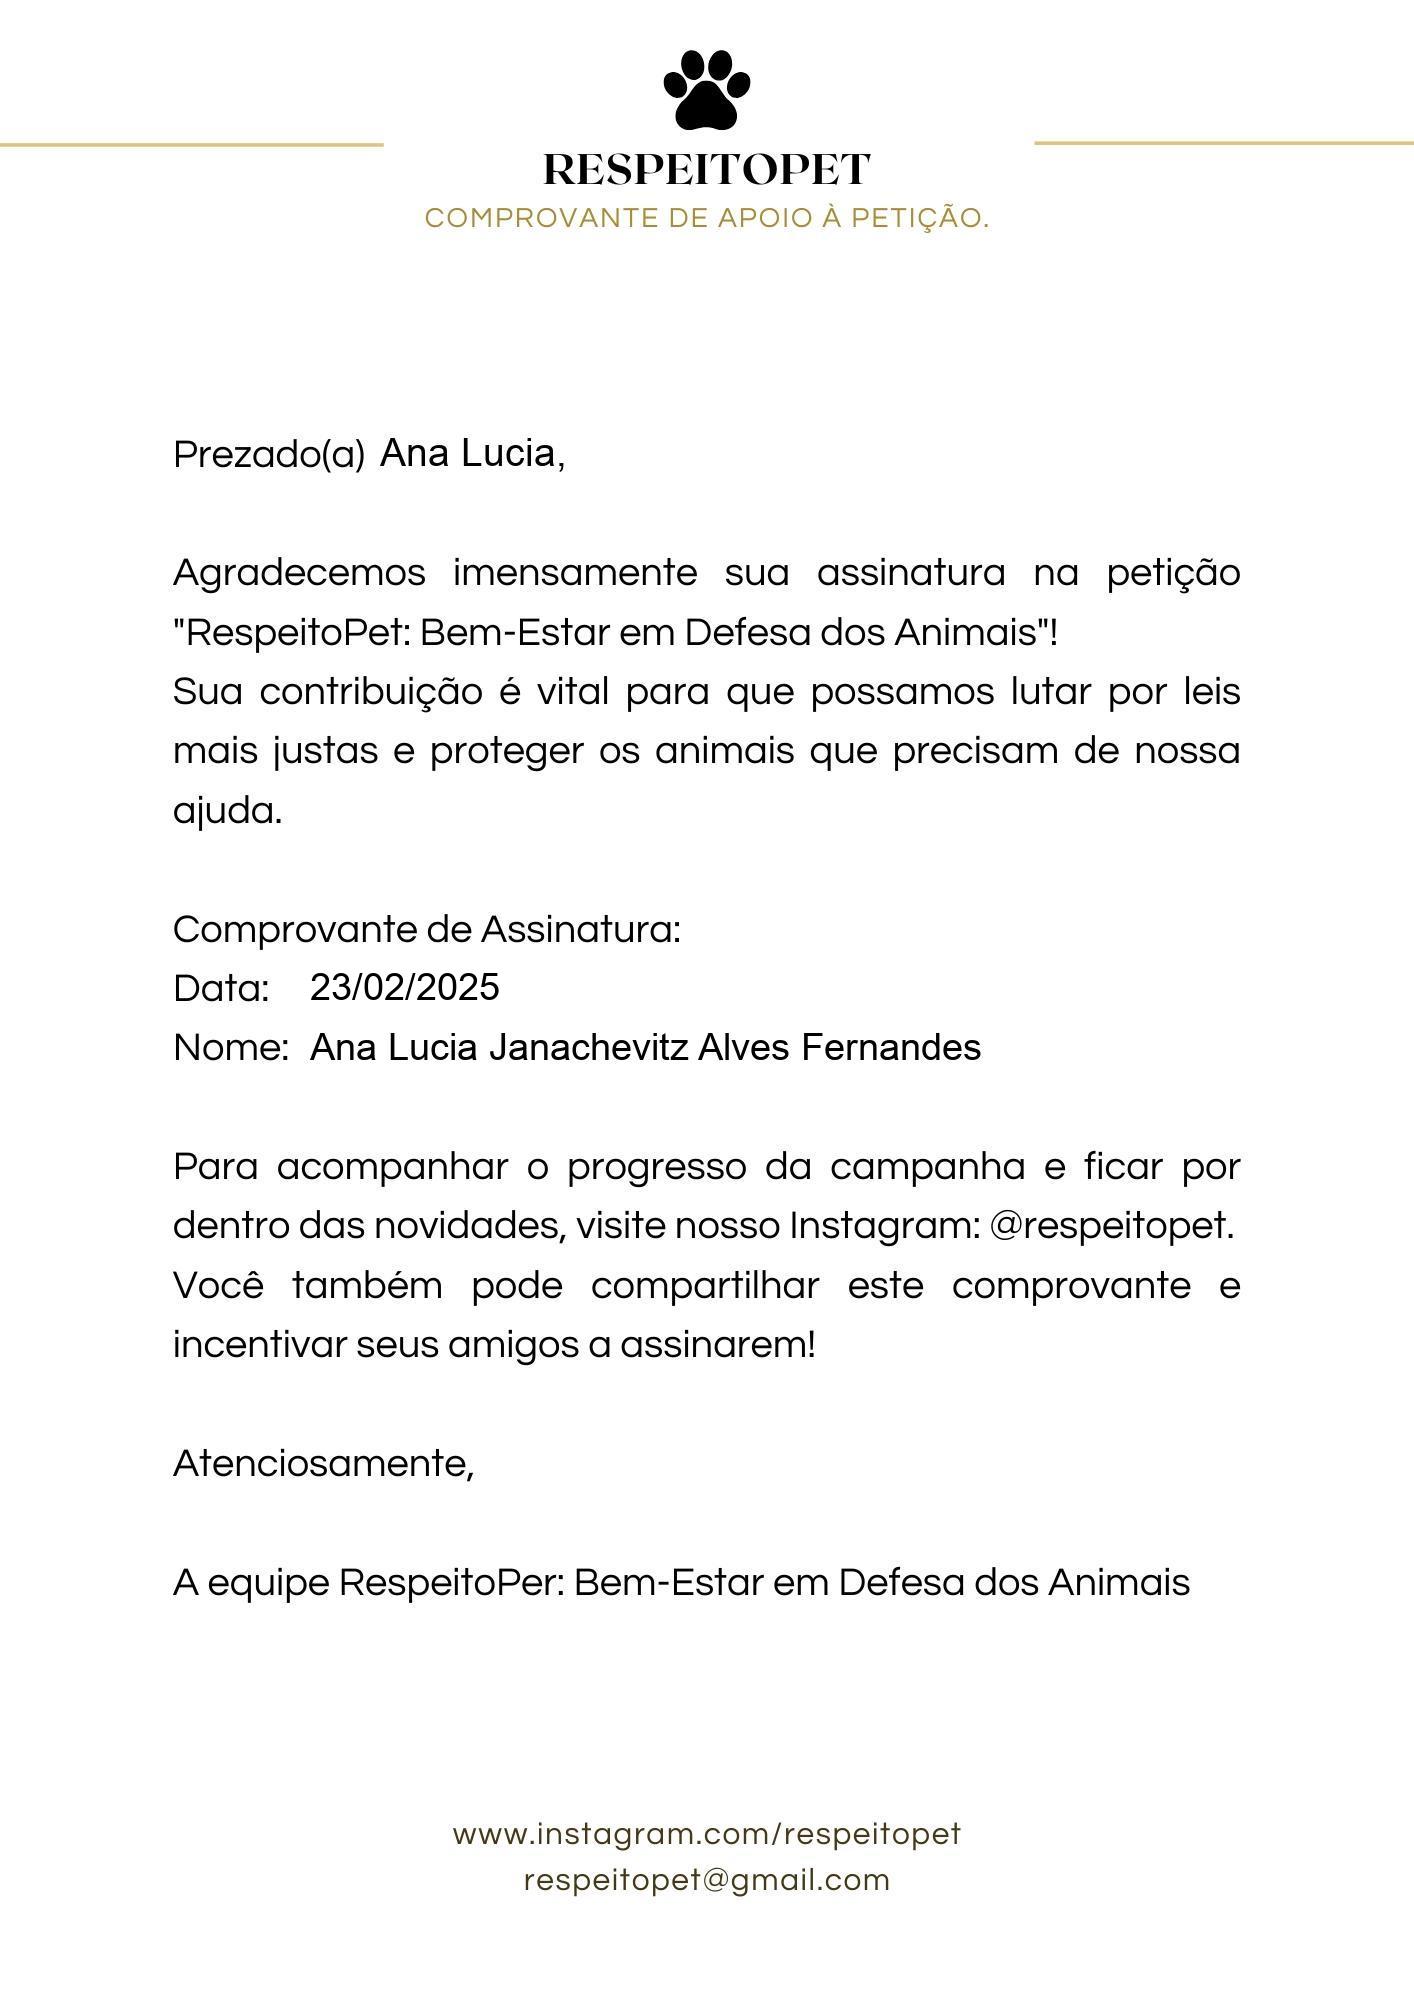 RESPEITOPET
COMPROVANTE DE APOIO À PETIÇÃO.
Prezado(a) Ana Lucia,
Agradecemos imensamente sua assinatura na petição
"RespeitoPet: Bem-Estar em Defesa dos Animais"!
Sua contribuição é vital para que possamos lutar por leis
mais justas e proteger os animais que precisam de nossa
ajuda.
Comprovante de Assinatura:
Data: 23/02/2025
Nome: Ana Lucia Janachevitz Alves Fernandes
Para acompanhar o progresso da campanha e ficar por
dentro das novidades, visite nosso Instagram: @respeitopet.
Você também pode compartilhar este comprovante e
incentivar seus amigos a assinarem!
Atenciosamente,
A equipe RespeitoPer: Bem-Estar em Defesa dos Animais
www.instagram.com/respeitopet
respeitopet@gmail.com